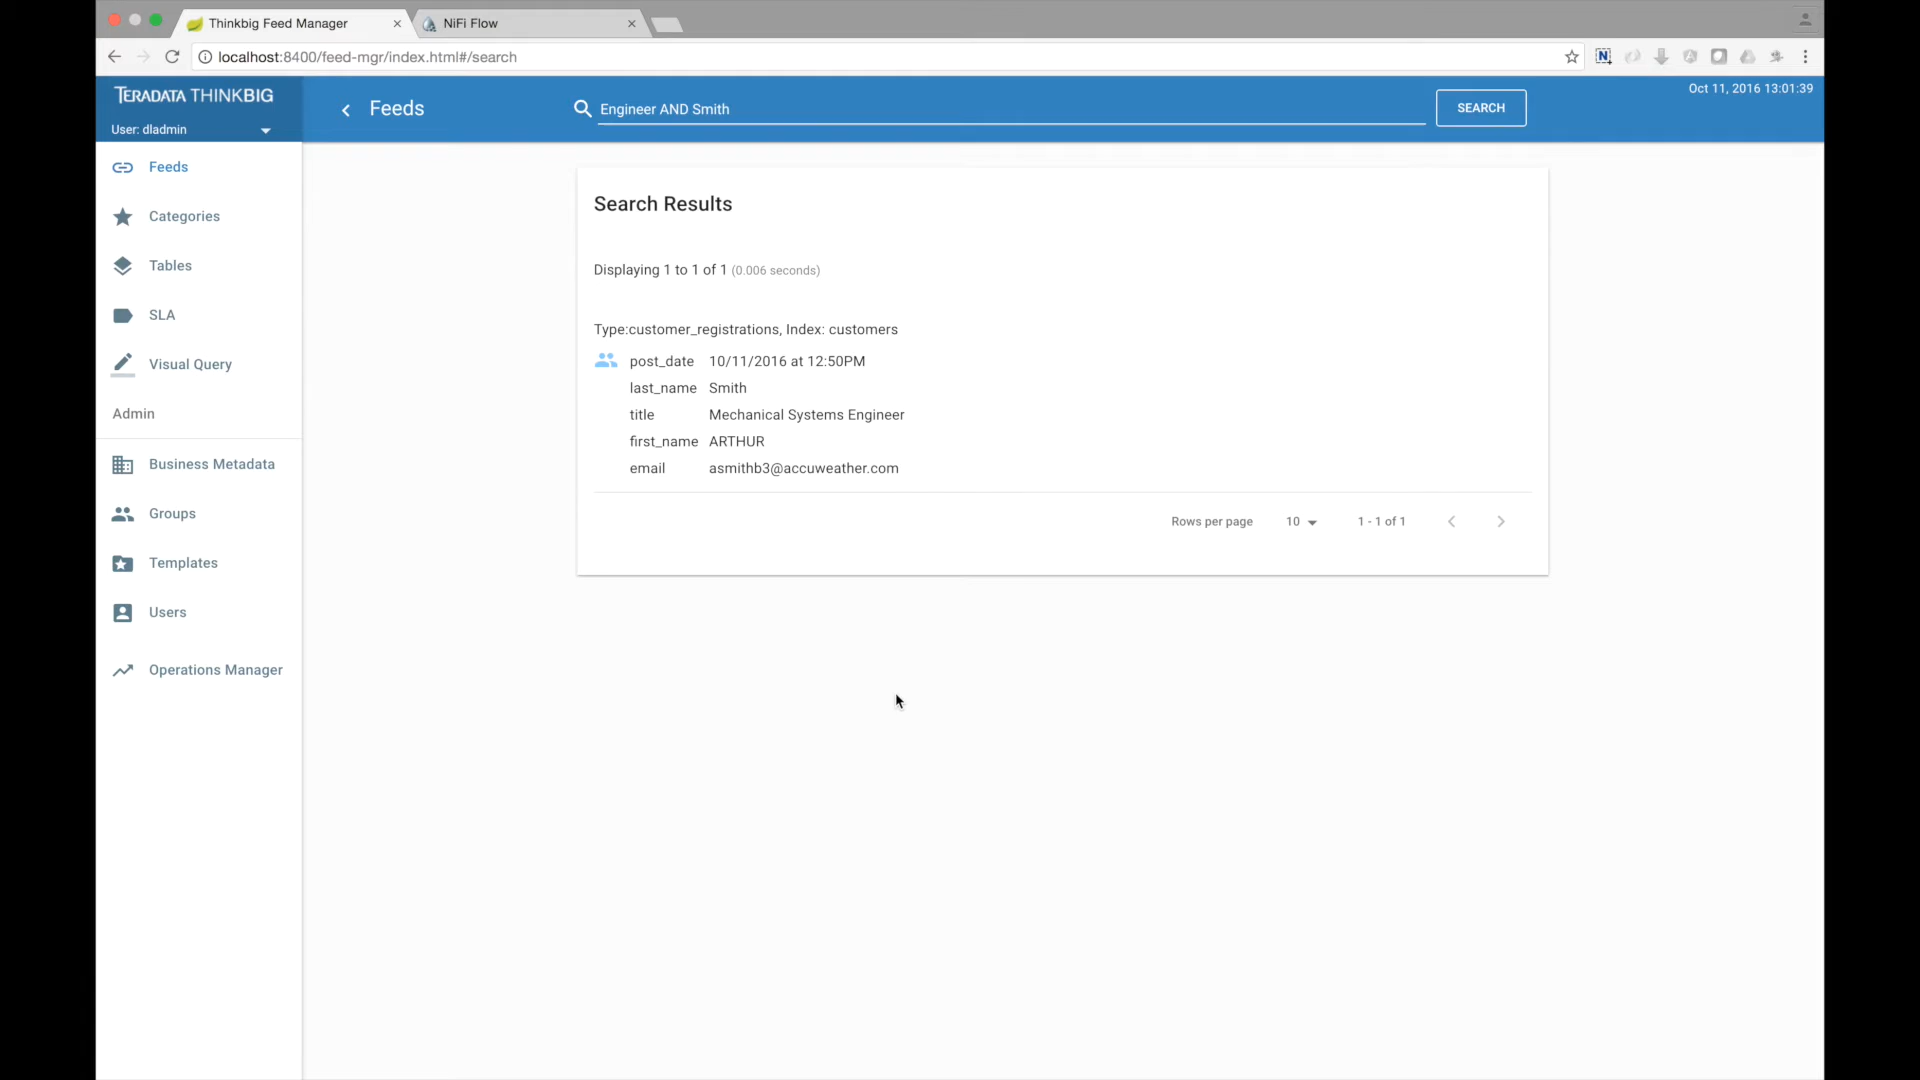 Thinkbig Feed Manager
NiFi Flow
localhost:8400/feed-mgr/index.html#/search
N
TERADATA THINKBIG
User: dladmin
Feeds
Engineer AND Smith
SEARCH
Oct 11, 2016 13:01:39
Feeds
Categories
Tables
SLA
Visual Query
Admin
Business Metadata
Groups
Templates
Users
Operations Manager
Search Results
Displaying 1 to 1 of 1 (0.006 seconds)
Type:customer_registrations, Index: customers
post_date 10/11/2016 at 12:50PM
last_name Smith
title Mechanical Systems Engineer
first_name ARTHUR
email asmithb3@accuweather.com
Rows per page 10 1 - 1 of 1